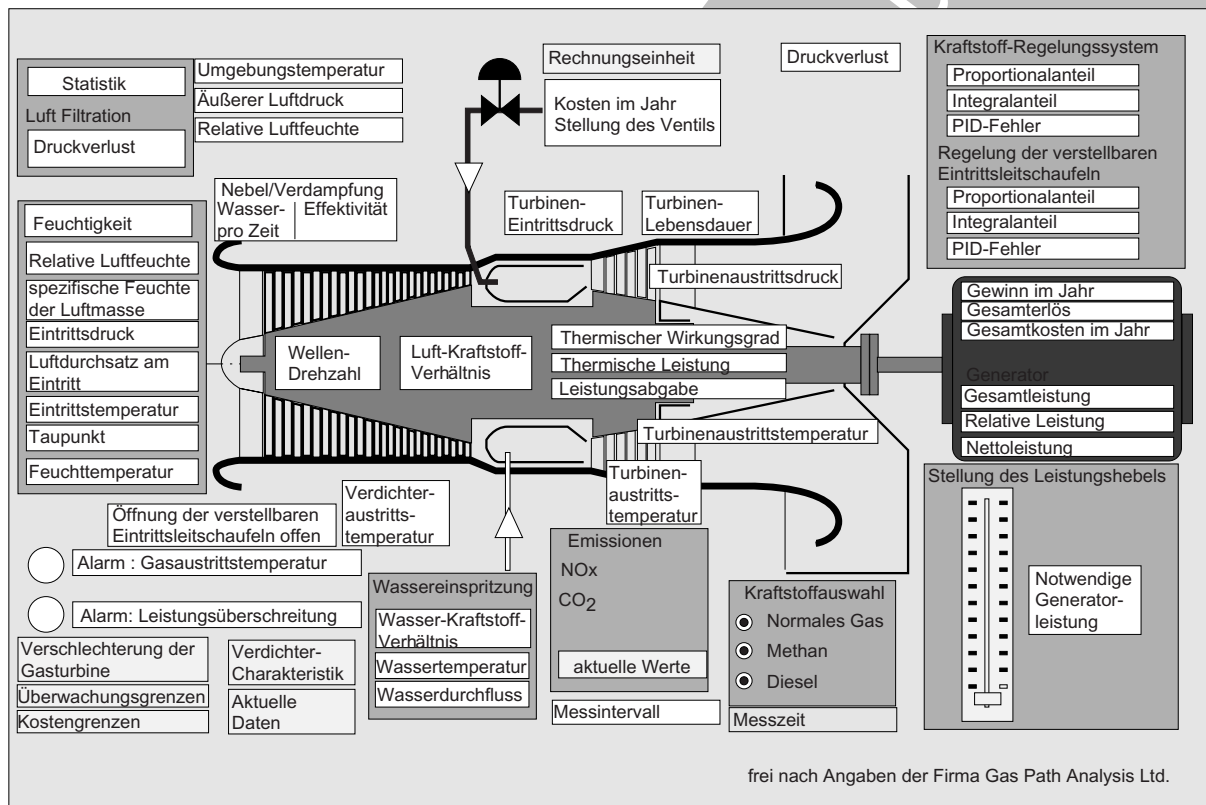 Statistik
Luft Filtration
Druckverlust
Umgebungstemperatur
Äußerer Luftdruck
Relative Luftfeuchte
Rechnungseinheit
Kosten im Jahr
Stellung des Ventils
Druckverlust
Kraftstoff-Regelungssystem
Proportionalanteil
Integralanteil
PID-Fehler
Regelung der verstellbaren
Eintrittsleitschaufeln
Proportionalanteil
Integralanteil
PID-Fehler
Nebel/Verdampfung
Wasser- Effektivität
pro Zeit
Turbinen-
Eintrittsdruck
Turbinen-
Lebensdauer
Turbinenaustrittsdruck
Feuchtigkeit
Relative Luftfeuchte
spezifische Feuchte
der Luftmasse
Eintrittsdruck
Luftdurchsatz am
Eintritt
Eintrittstemperatur
Taupunkt
Feuchttemperatur
Wellen-
Drehzahl
Luft-Kraftstoff-
Verhältnis
Thermischer Wirkungsgrad
Thermische Leistung
Leistungsabgabe
Turbinenaustrittstemperatur
Gewinn im Jahr
Gesamterlös
Gesamtkosten im Jahr
Generator
Gesamtleistung
Relative Leistung
Nettoleistung
Öffnung der verstellbaren
Eintrittsleitschaufeln offen
Verdichter-
austritts-
temperatur
Turbinen-
austritts-
temperatur
Alarm : Gasaustrittstemperatur
Alarm: Leistungsüberschreitung
Verschlechterung der
Gasturbine
Überwachungsgrenzen
Kostengrenzen
Verdichter-
Charakteristik
Aktuelle
Daten
Wassereinspritzung
Wasser-Kraftstoff-
Verhältnis
Wassertemperatur
Wasserdurchfluss
Emissionen
NOx
CO2
aktuelle Werte
Messintervall
Kraftstoffauswahl
Normales Gas
Methan
Diesel
Messzeit
Stellung des Leistungshebels
Notwendige
Generator-
leistung
frei nach Angaben der Firma Gas Path Analysis Ltd.